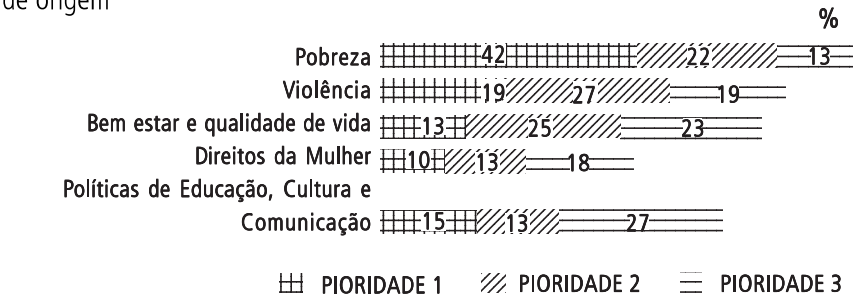 de origem
%
Pobreza 42 22 13
Violência 19 27 19
Bem estar e qualidade de vida 13 25 23
Direitos da Mulher 10 13 18
Políticas de Educação, Cultura e
Comunicação 15 13 27
PIORIDADE 1 PIORIDADE 2 PIORIDADE 3